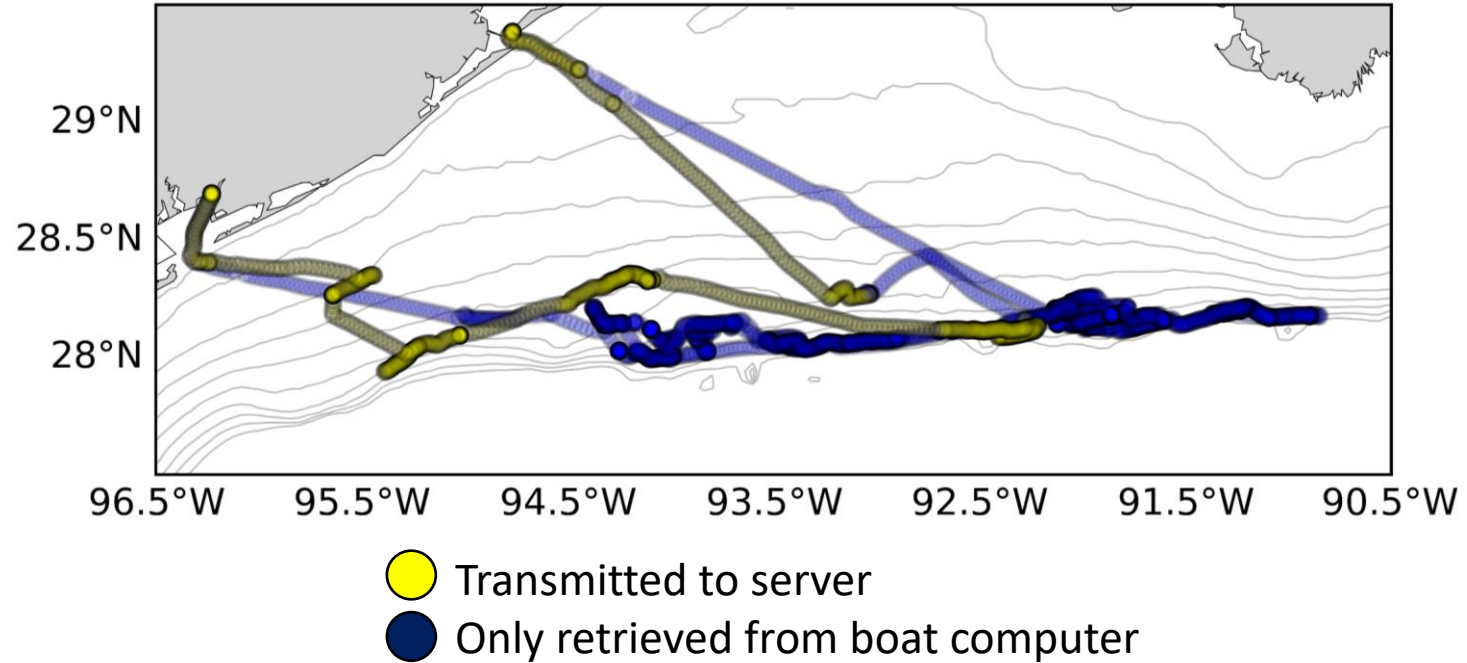 29°N
28.5°N
28°N
96.5°W 95.5°W 94.5°W 93.5°W 92.5°W 91.5°W 90.5°W
Transmitted to server
Only retrieved from boat computer